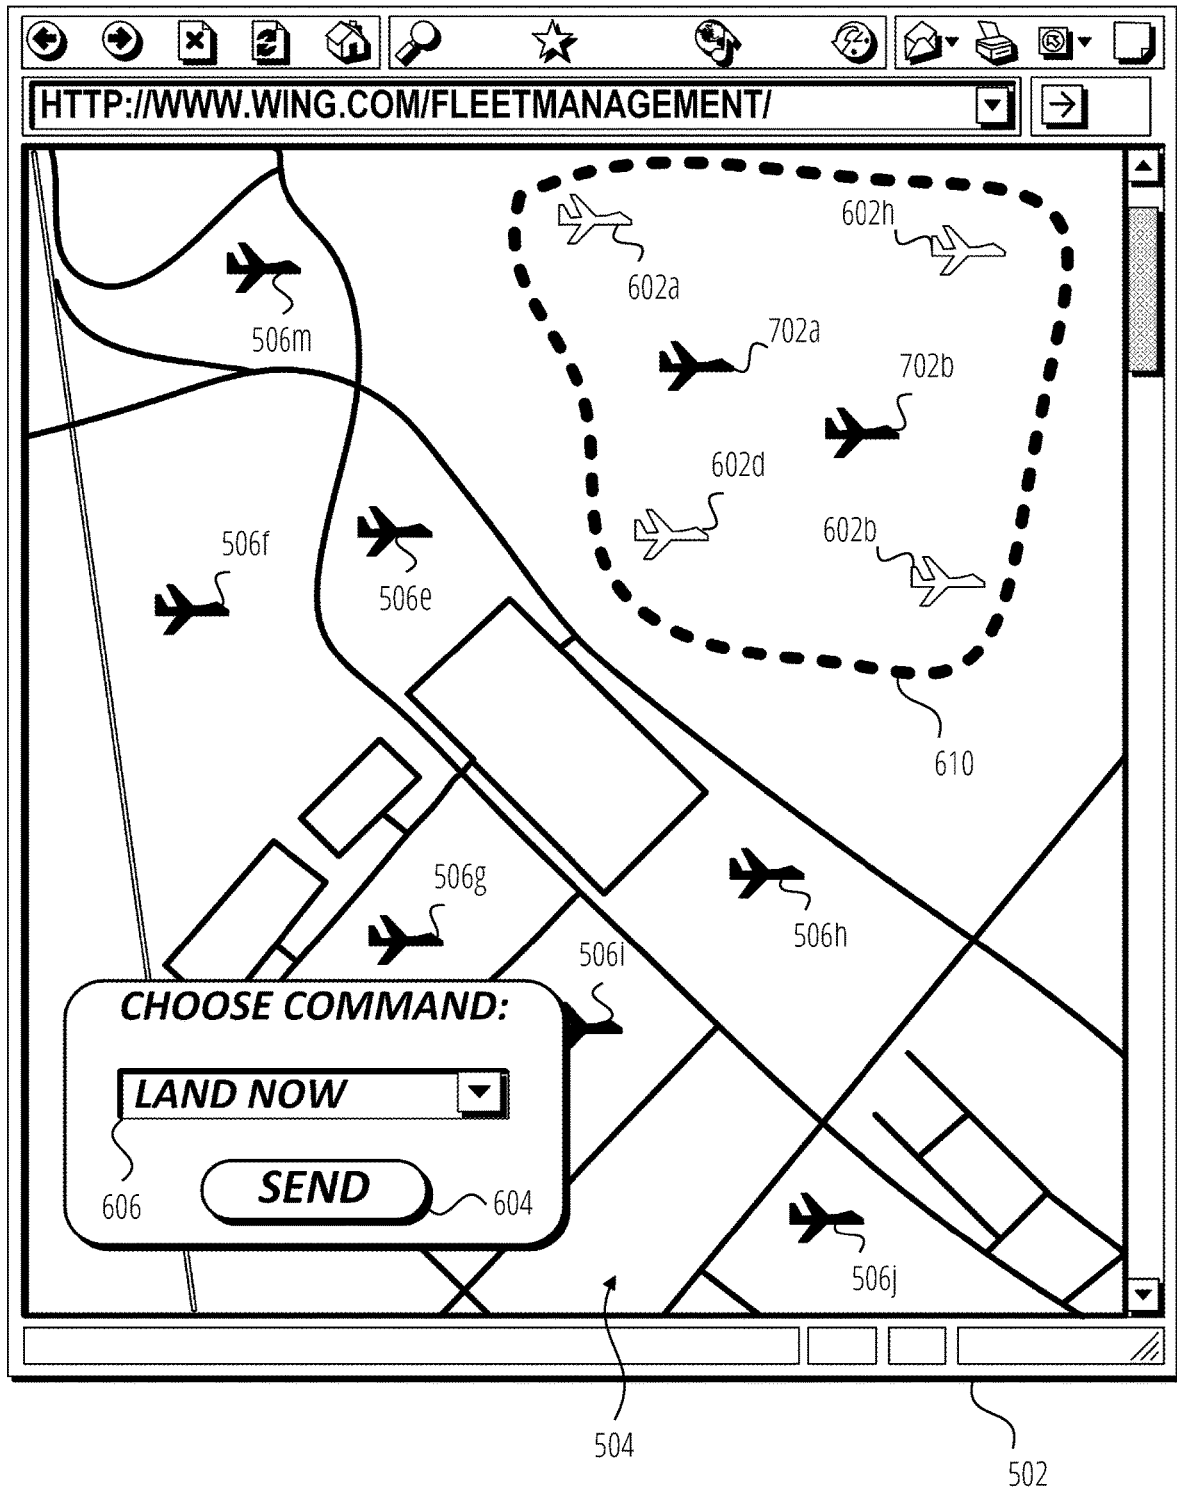 HTTP://WWW.WING.COM/FLEETMANAGEMENT/
602a
602h
506m
702a
702b
602d
602b
506f
506e
610
506g
506h
506i
CHOOSE COMMAND:
LAND NOW
606
SEND
604
506j
504
502